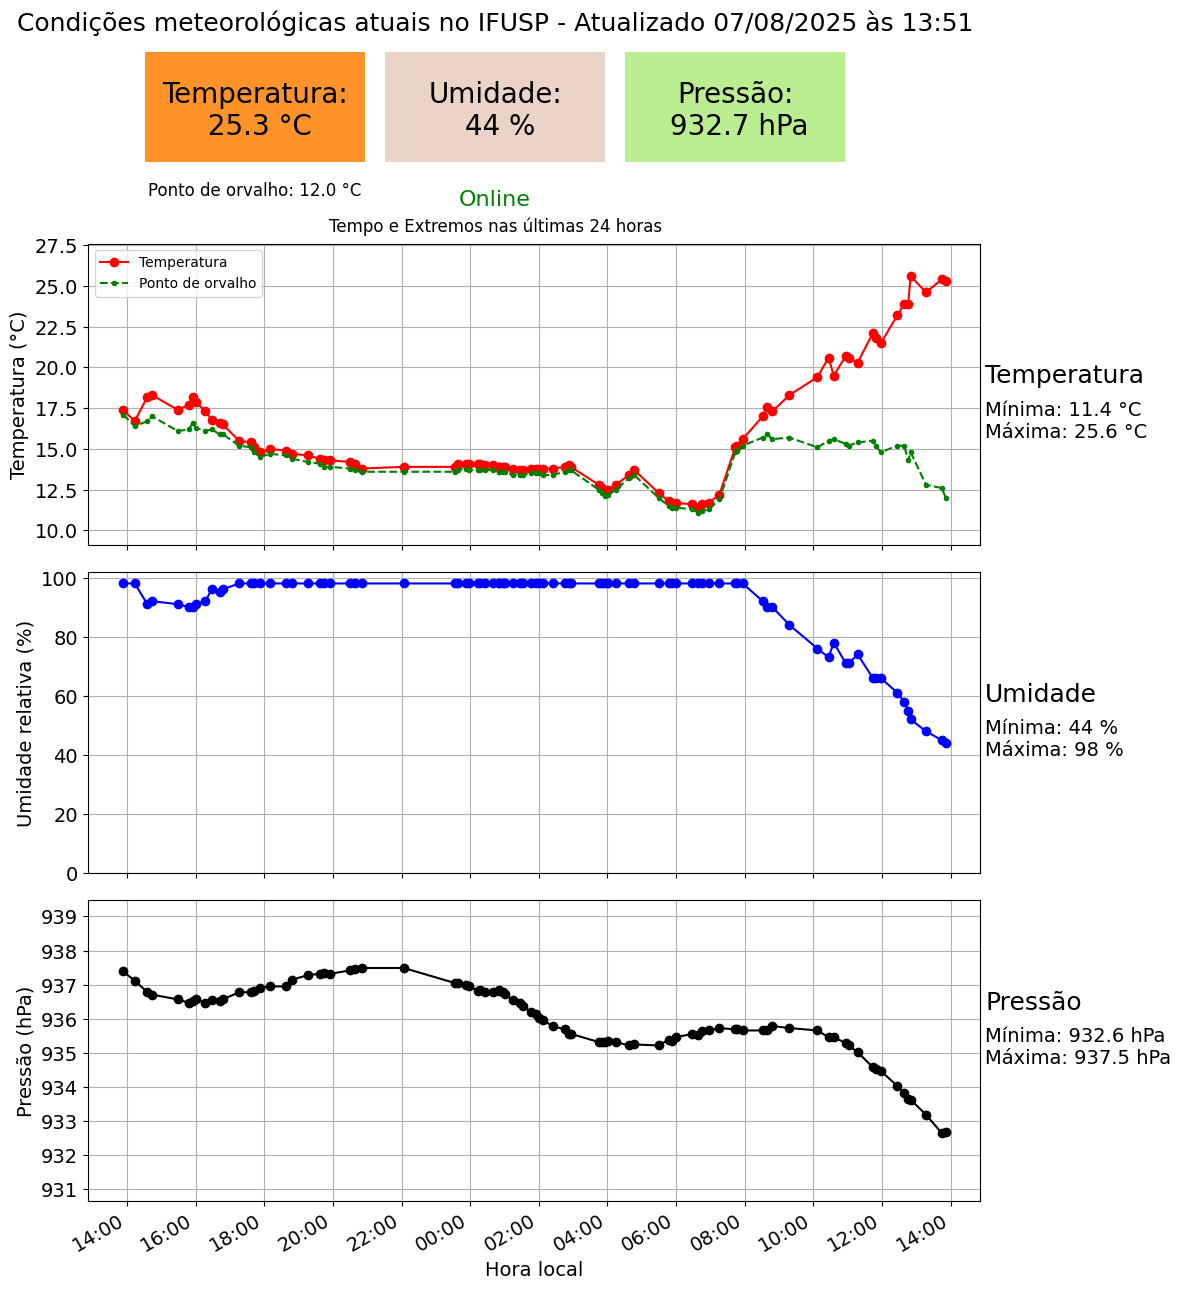 Condições meteorológicas atuais no IFUSP - Atualizado 07/08/2025 às 13:51
Temperatura:
25.3 °C
Umidade:
44 %
Pressão:
932.7 hPa
Ponto de orvalho: 12.0 °C
Online
Tempo e Extremos nas últimas 24 horas
Temperatura (°C)
27.5
25.0
22.5
20.0
17.5
15.0
12.5
10.0
Temperatura
Ponto de orvalho
Temperatura
Mínima: 11.4 °C
Máxima: 25.6 °C
Umidade relativa (%)
100
80
60
40
20
0
Umidade
Mínima: 44 %
Máxima: 98 %
Pressão (hPa)
939
938
937
936
935
934
933
932
931
Pressão
Mínima: 932.6 hPa
Máxima: 937.5 hPa
14:00 16:00 18:00 20:00 22:00 00:00 02:00 04:00 06:00 08:00 10:00 12:00 14:00
Hora local